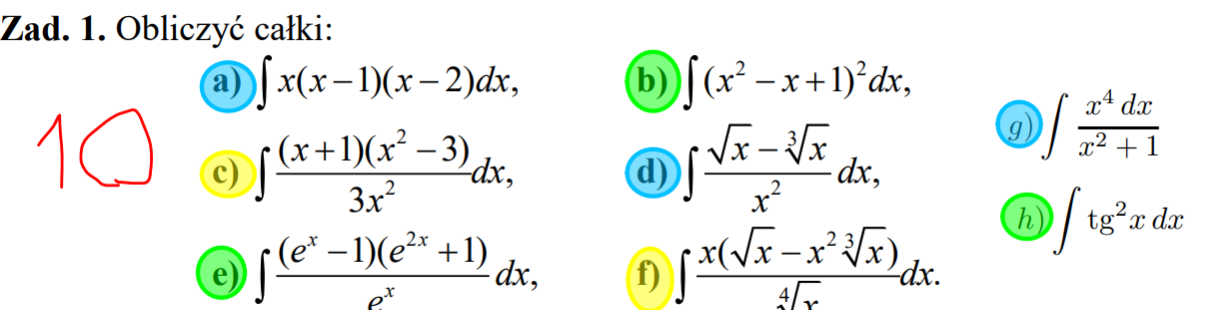 Zad. 1. Obliczyć całki:
a) ∫ x(x − 1)(x − 2)dx,
b) ∫ (x² − x + 1)²dx,
10
c) ∫ (x + 1)(x² − 3) / 3x² dx,
d) ∫ (√x − ∛x) / x² dx,
e) ∫ (eˣ − 1)(e²ˣ + 1) / eˣ dx,
f) ∫ x(√x − x² ∛x) / ∜x dx.
g) ∫ x⁴ dx / x² + 1
h) ∫ tg²x dx